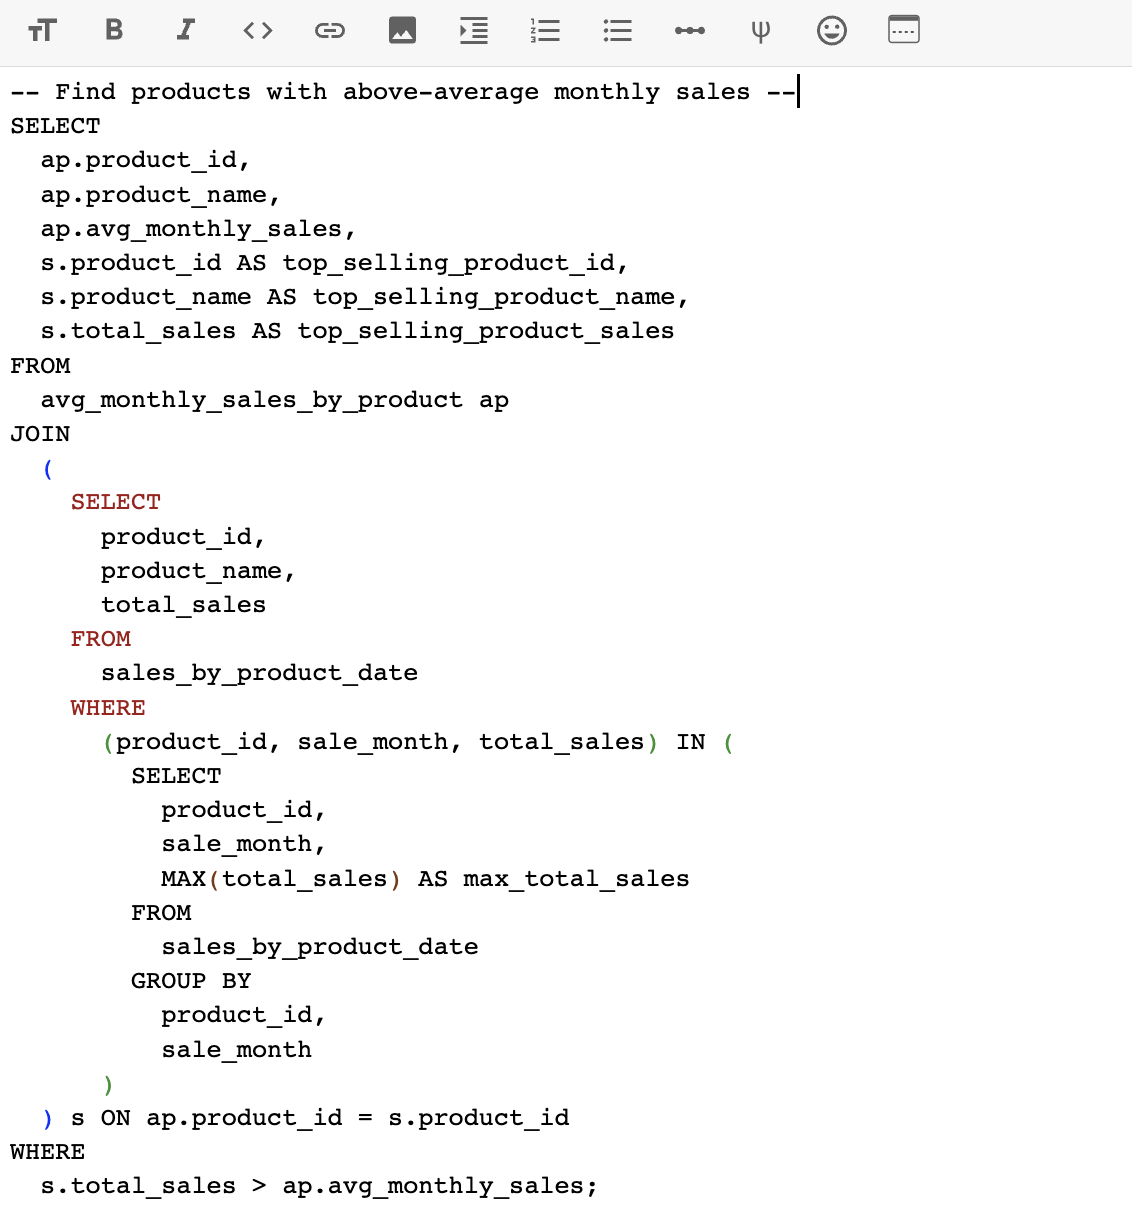 -- Find products with above-average monthly sales --
SELECT
  ap.product_id,
  ap.product_name,
  ap.avg_monthly_sales,
  s.product_id AS top_selling_product_id,
  s.product_name AS top_selling_product_name,
  s.total_sales AS top_selling_product_sales
FROM
  avg_monthly_sales_by_product ap
JOIN
  (
    SELECT
      product_id,
      product_name,
      total_sales
    FROM
      sales_by_product_date
    WHERE
      (product_id, sale_month, total_sales) IN (
        SELECT
          product_id,
          sale_month,
          MAX(total_sales) AS max_total_sales
        FROM
          sales_by_product_date
        GROUP BY
          product_id,
          sale_month
      )
  ) s ON ap.product_id = s.product_id
WHERE
  s.total_sales > ap.avg_monthly_sales;